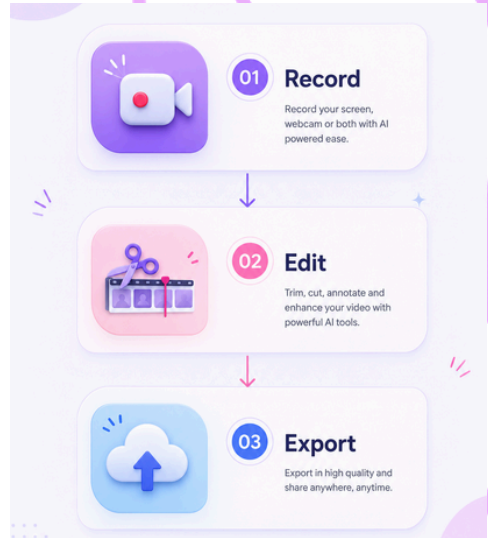 01
Record
Record your screen,
webcam or both with AI
powered ease.
02
Edit
Trim, cut, annotate and
enhance your video with
powerful AI tools.
03
Export
Export in high quality and
share anywhere, anytime.